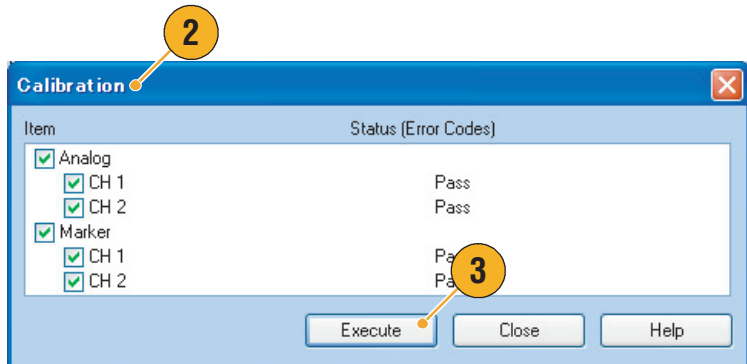 2
Calibration
Item Status (Error Codes)
Analog
CH 1 Pass
CH 2 Pass
Marker
CH 1
CH 2
3
Execute Close Help